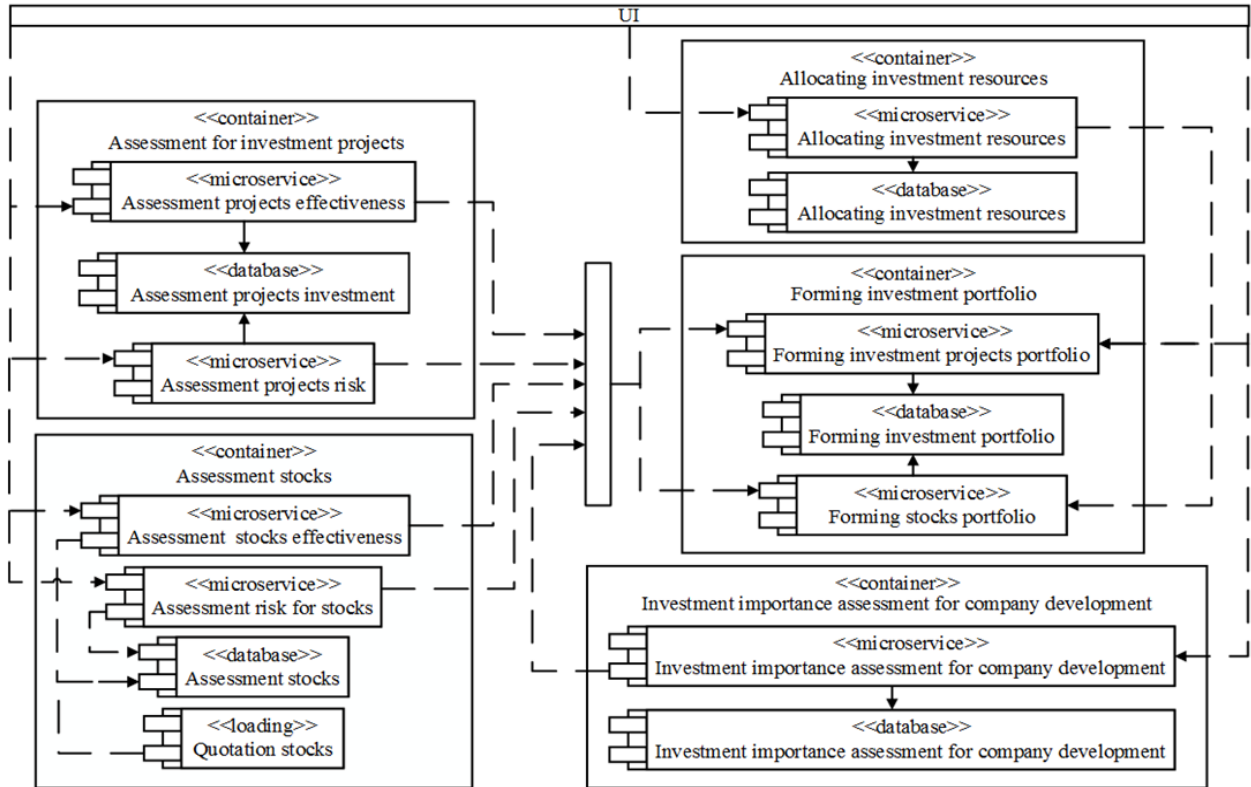 UI
<<container>>
Assessment for investment projects
<<microservice>>
Assessment projects effectiveness
<<database>>
Assessment projects investment
<<microservice>>
Assessment projects risk
<<container>>
Assessment stocks
<<microservice>>
Assessment stocks effectiveness
<<microservice>>
Assessment risk for stocks
<<database>>
Assessment stocks
<<loading>>
Quotation stocks
<<container>>
Allocating investment resources
<<microservice>>
Allocating investment resources
<<database>>
Allocating investment resources
<<container>>
Forming investment portfolio
<<microservice>>
Forming investment projects portfolio
<<database>>
Forming investment portfolio
<<microservice>>
Forming stocks portfolio
<<container>>
Investment importance assessment for company development
<<microservice>>
Investment importance assessment for company development
<<database>>
Investment importance assessment for company development